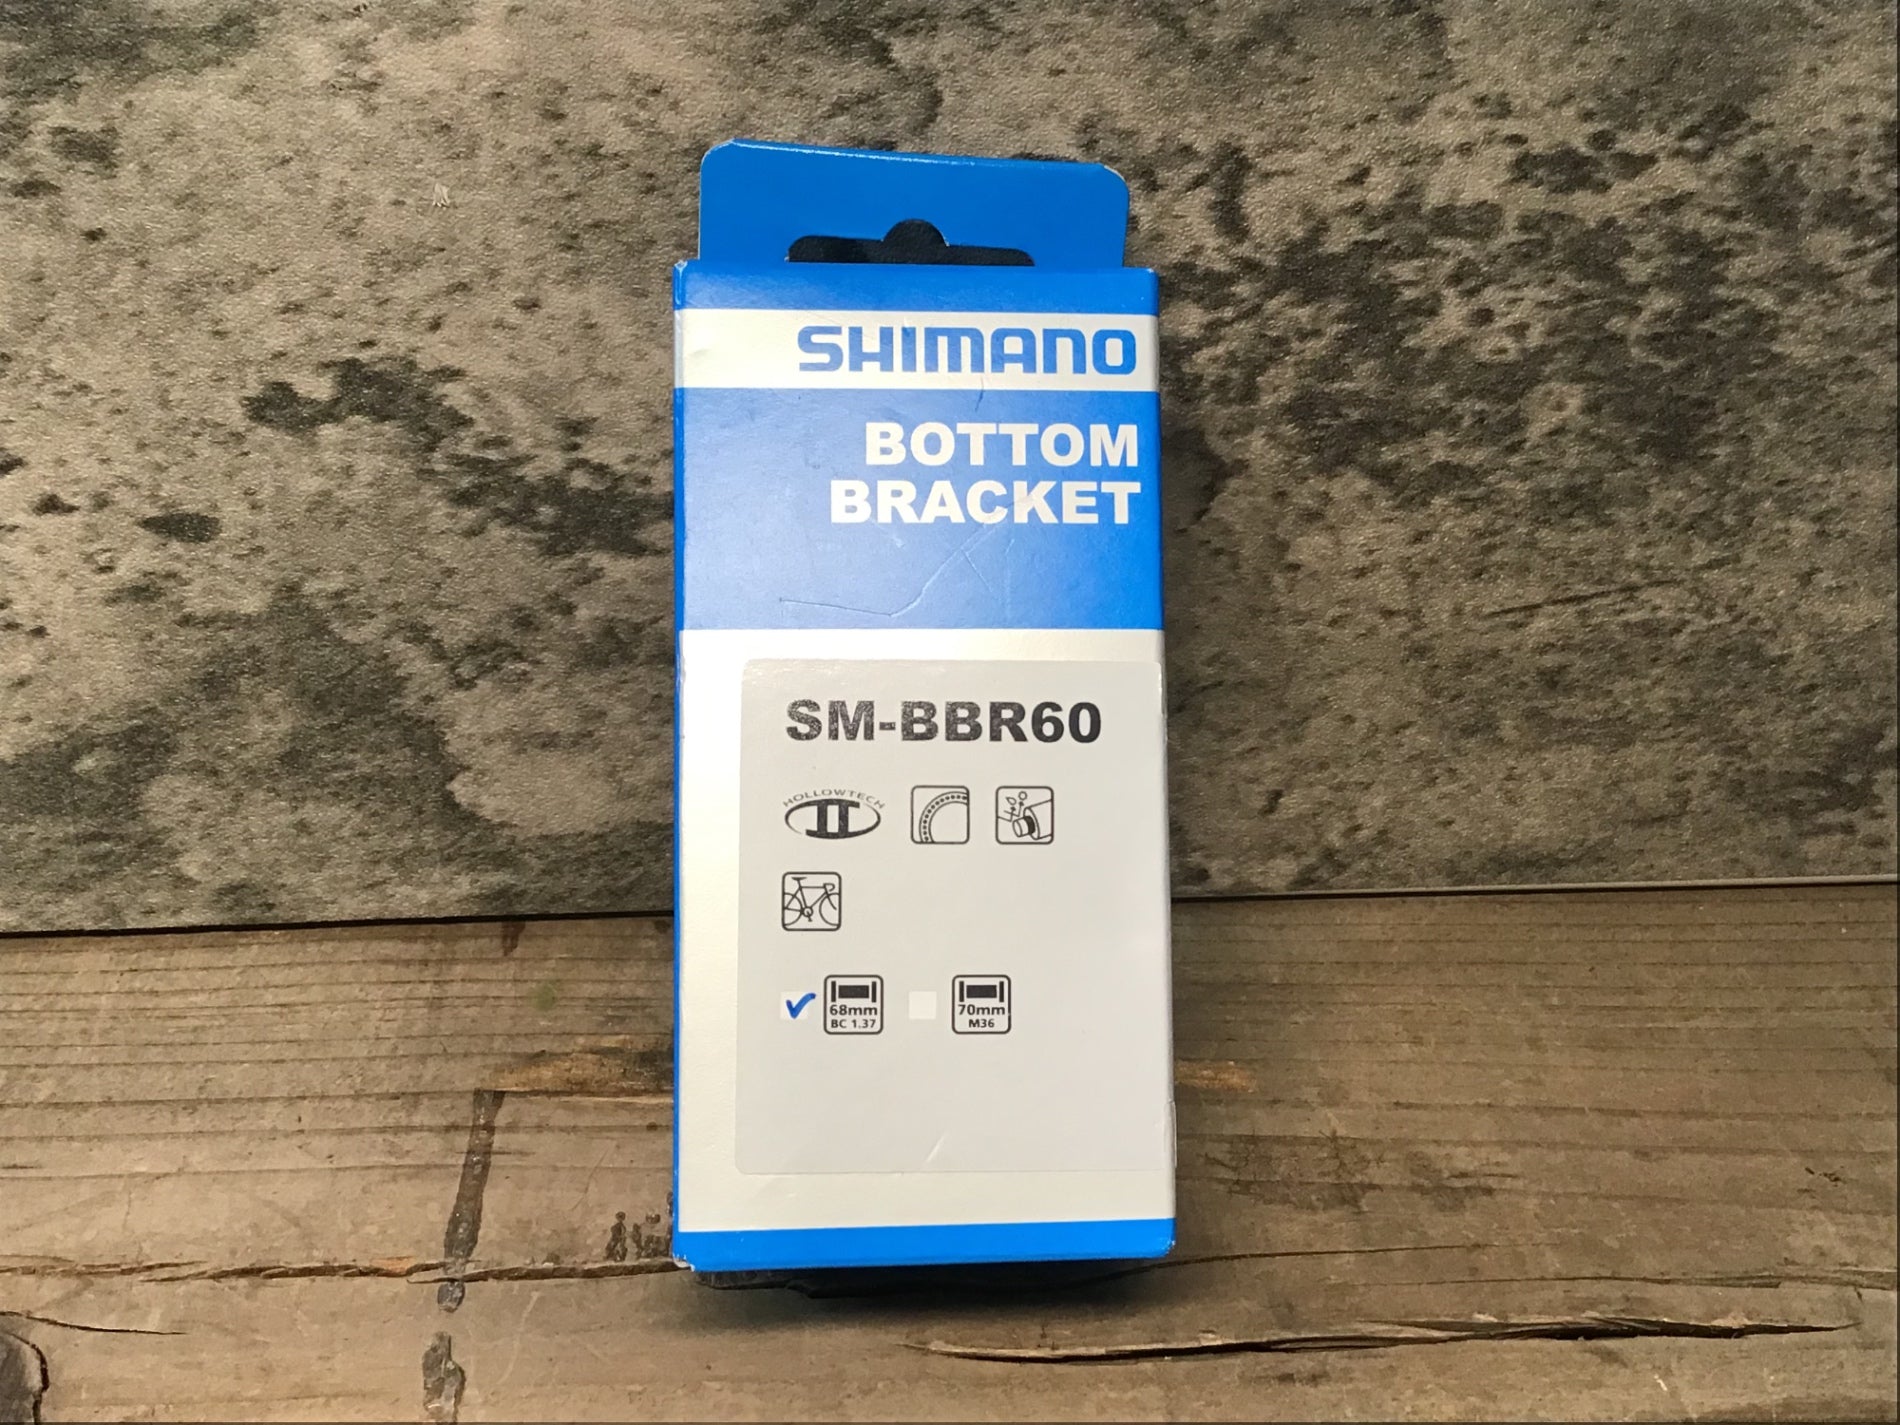 SHIMANO
BOTTOM
BRACKET
SM-BBR60
HOLLOWTECH
II
68mm
BC 1.37
70mm
M36